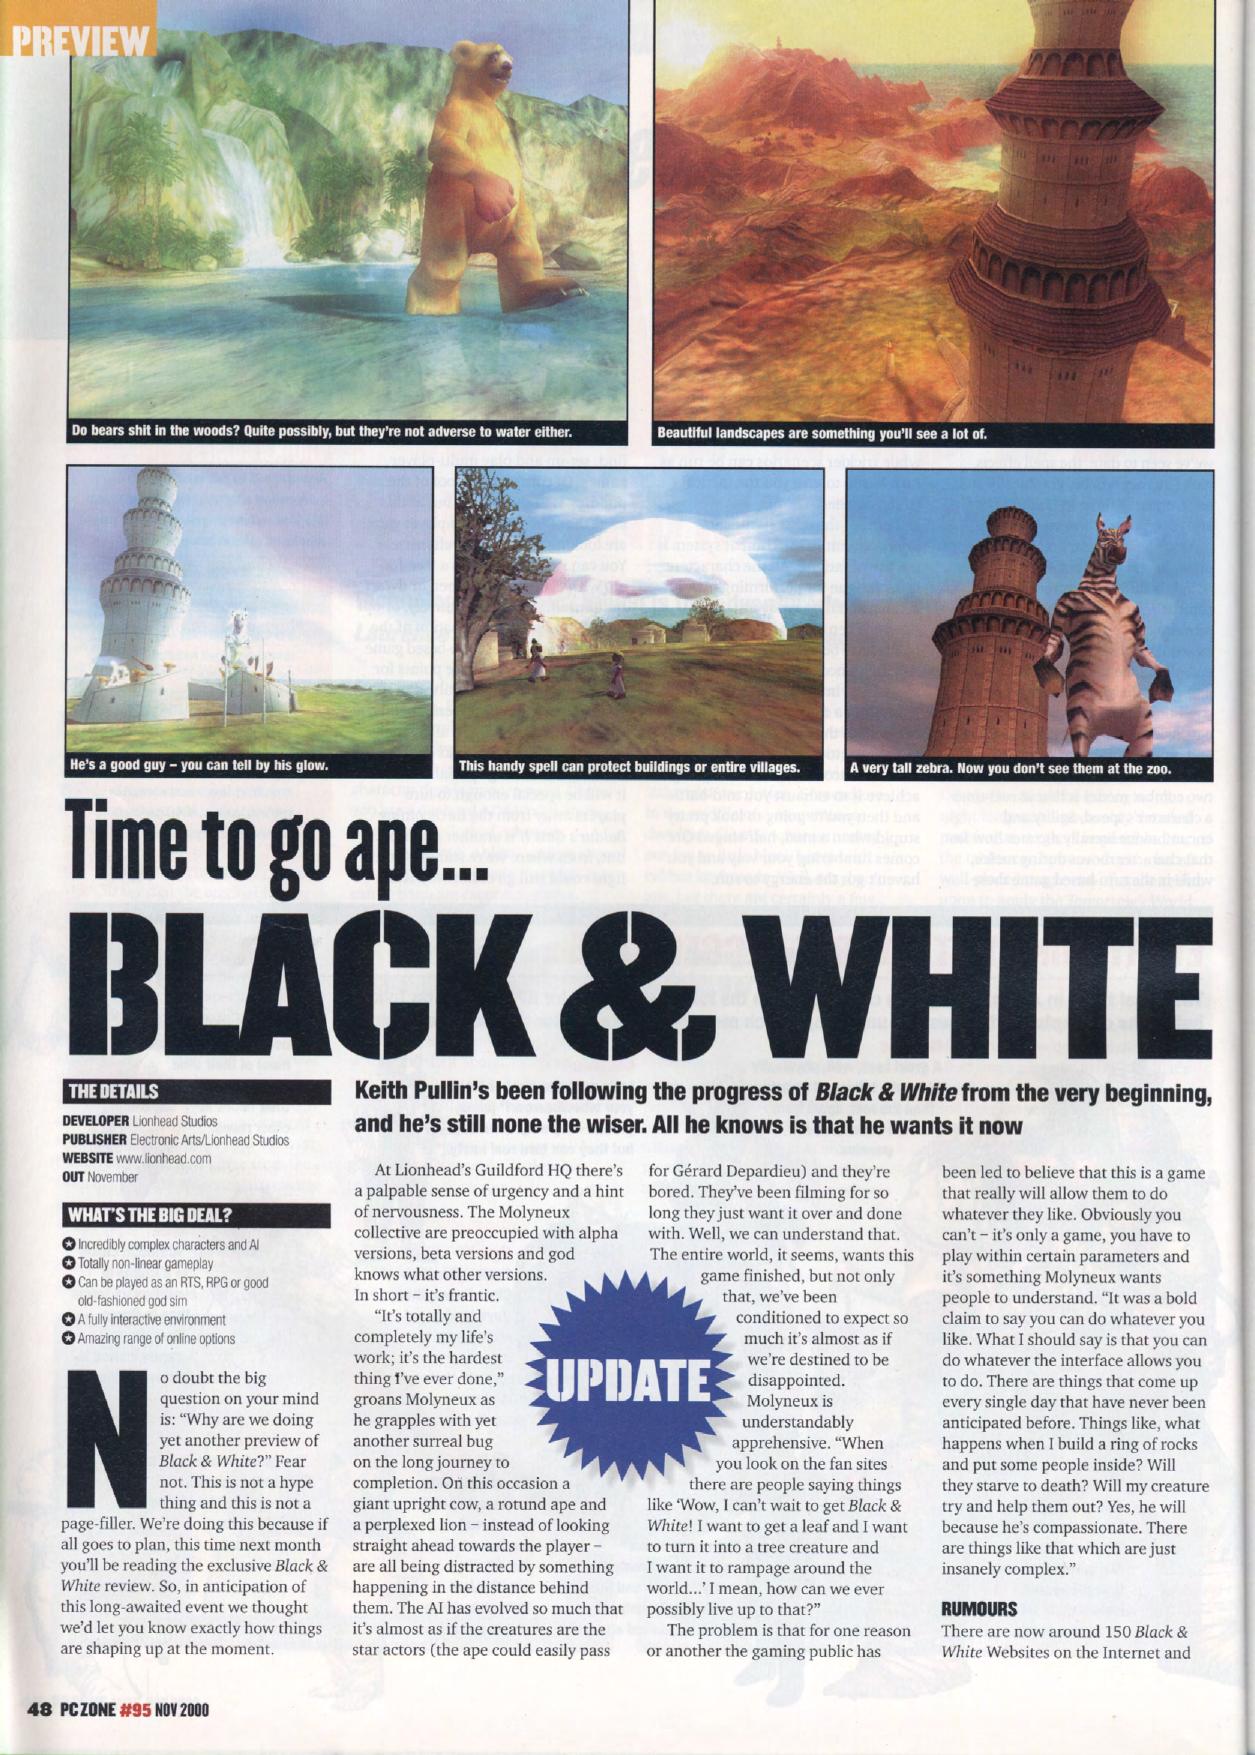 PREVIEW
Do bears shit in the woods? Quite possibly, but they're not adverse to water either.
Beautiful landscapes are something you'll see a lot of.
He's a good guy – you can tell by his glow.
This handy spell can protect buildings or entire villages.
A very tall zebra. Now you don't see them at the zoo.
Time to go ape...
BLACK & WHITE
THE DETAILS
DEVELOPER Lionhead Studios
PUBLISHER Electronic Arts/Lionhead Studios
WEBSITE www.lionhead.com
OUT November
WHAT'S THE BIG DEAL?
Incredibly complex characters and AI
Totally non-linear gameplay
Can be played as an RTS, RPG or good
old-fashioned god sim
A fully interactive environment
Amazing range of online options
Keith Pullin's been following the progress of Black & White from the very beginning,
and he's still none the wiser. All he knows is that he wants it now
No doubt the big
question on your mind
is: “Why are we doing
yet another preview of
Black & White?” Fear
not. This is not a hype
thing and this is not a
page-filler. We're doing this because if
all goes to plan, this time next month
you'll be reading the exclusive Black &
White review. So, in anticipation of
this long-awaited event we thought
we'd let you know exactly how things
are shaping up at the moment.
At Lionhead's Guildford HQ there's
a palpable sense of urgency and a hint
of nervousness. The Molyneux
collective are preoccupied with alpha
versions, beta versions and god
knows what other versions.
In short – it's frantic.
“It's totally and
completely my life's
work; it's the hardest
thing I've ever done,”
groans Molyneux as
he grapples with yet
another surreal bug
on the long journey to
completion. On this occasion a
giant upright cow, a rotund ape and
a perplexed lion – instead of looking
straight ahead towards the player –
are all being distracted by something
happening in the distance behind
them. The AI has evolved so much that
it's almost as if the creatures are the
star actors (the ape could easily pass
UPDATE
for Gérard Depardieu) and they're
bored. They've been filming for so
long they just want it over and done
with. Well, we can understand that.
The entire world, it seems, wants this
game finished, but not only
that, we've been
conditioned to expect so
much it's almost as if
we're destined to be
disappointed.
Molyneux is
understandably
apprehensive. “When
you look on the fan sites
there are people saying things
like ‘Wow, I can't wait to get Black &
White! I want to get a leaf and I want
to turn it into a tree creature and
I want it to rampage around the
world...’ I mean, how can we ever
possibly live up to that?”
The problem is that for one reason
or another the gaming public has
been led to believe that this is a game
that really will allow them to do
whatever they like. Obviously you
can't – it's only a game, you have to
play within certain parameters and
it's something Molyneux wants
people to understand. “It was a bold
claim to say you can do whatever you
like. What I should say is that you can
do whatever the interface allows you
to do. There are things that come up
every single day that have never been
anticipated before. Things like, what
happens when I build a ring of rocks
and put some people inside? Will
they starve to death? Will my creature
try and help them out? Yes, he will
because he's compassionate. There
are things like that which are just
insanely complex.”
RUMOURS
There are now around 150 Black &
White Websites on the Internet and
48 PCZONE #95 NOV 2000